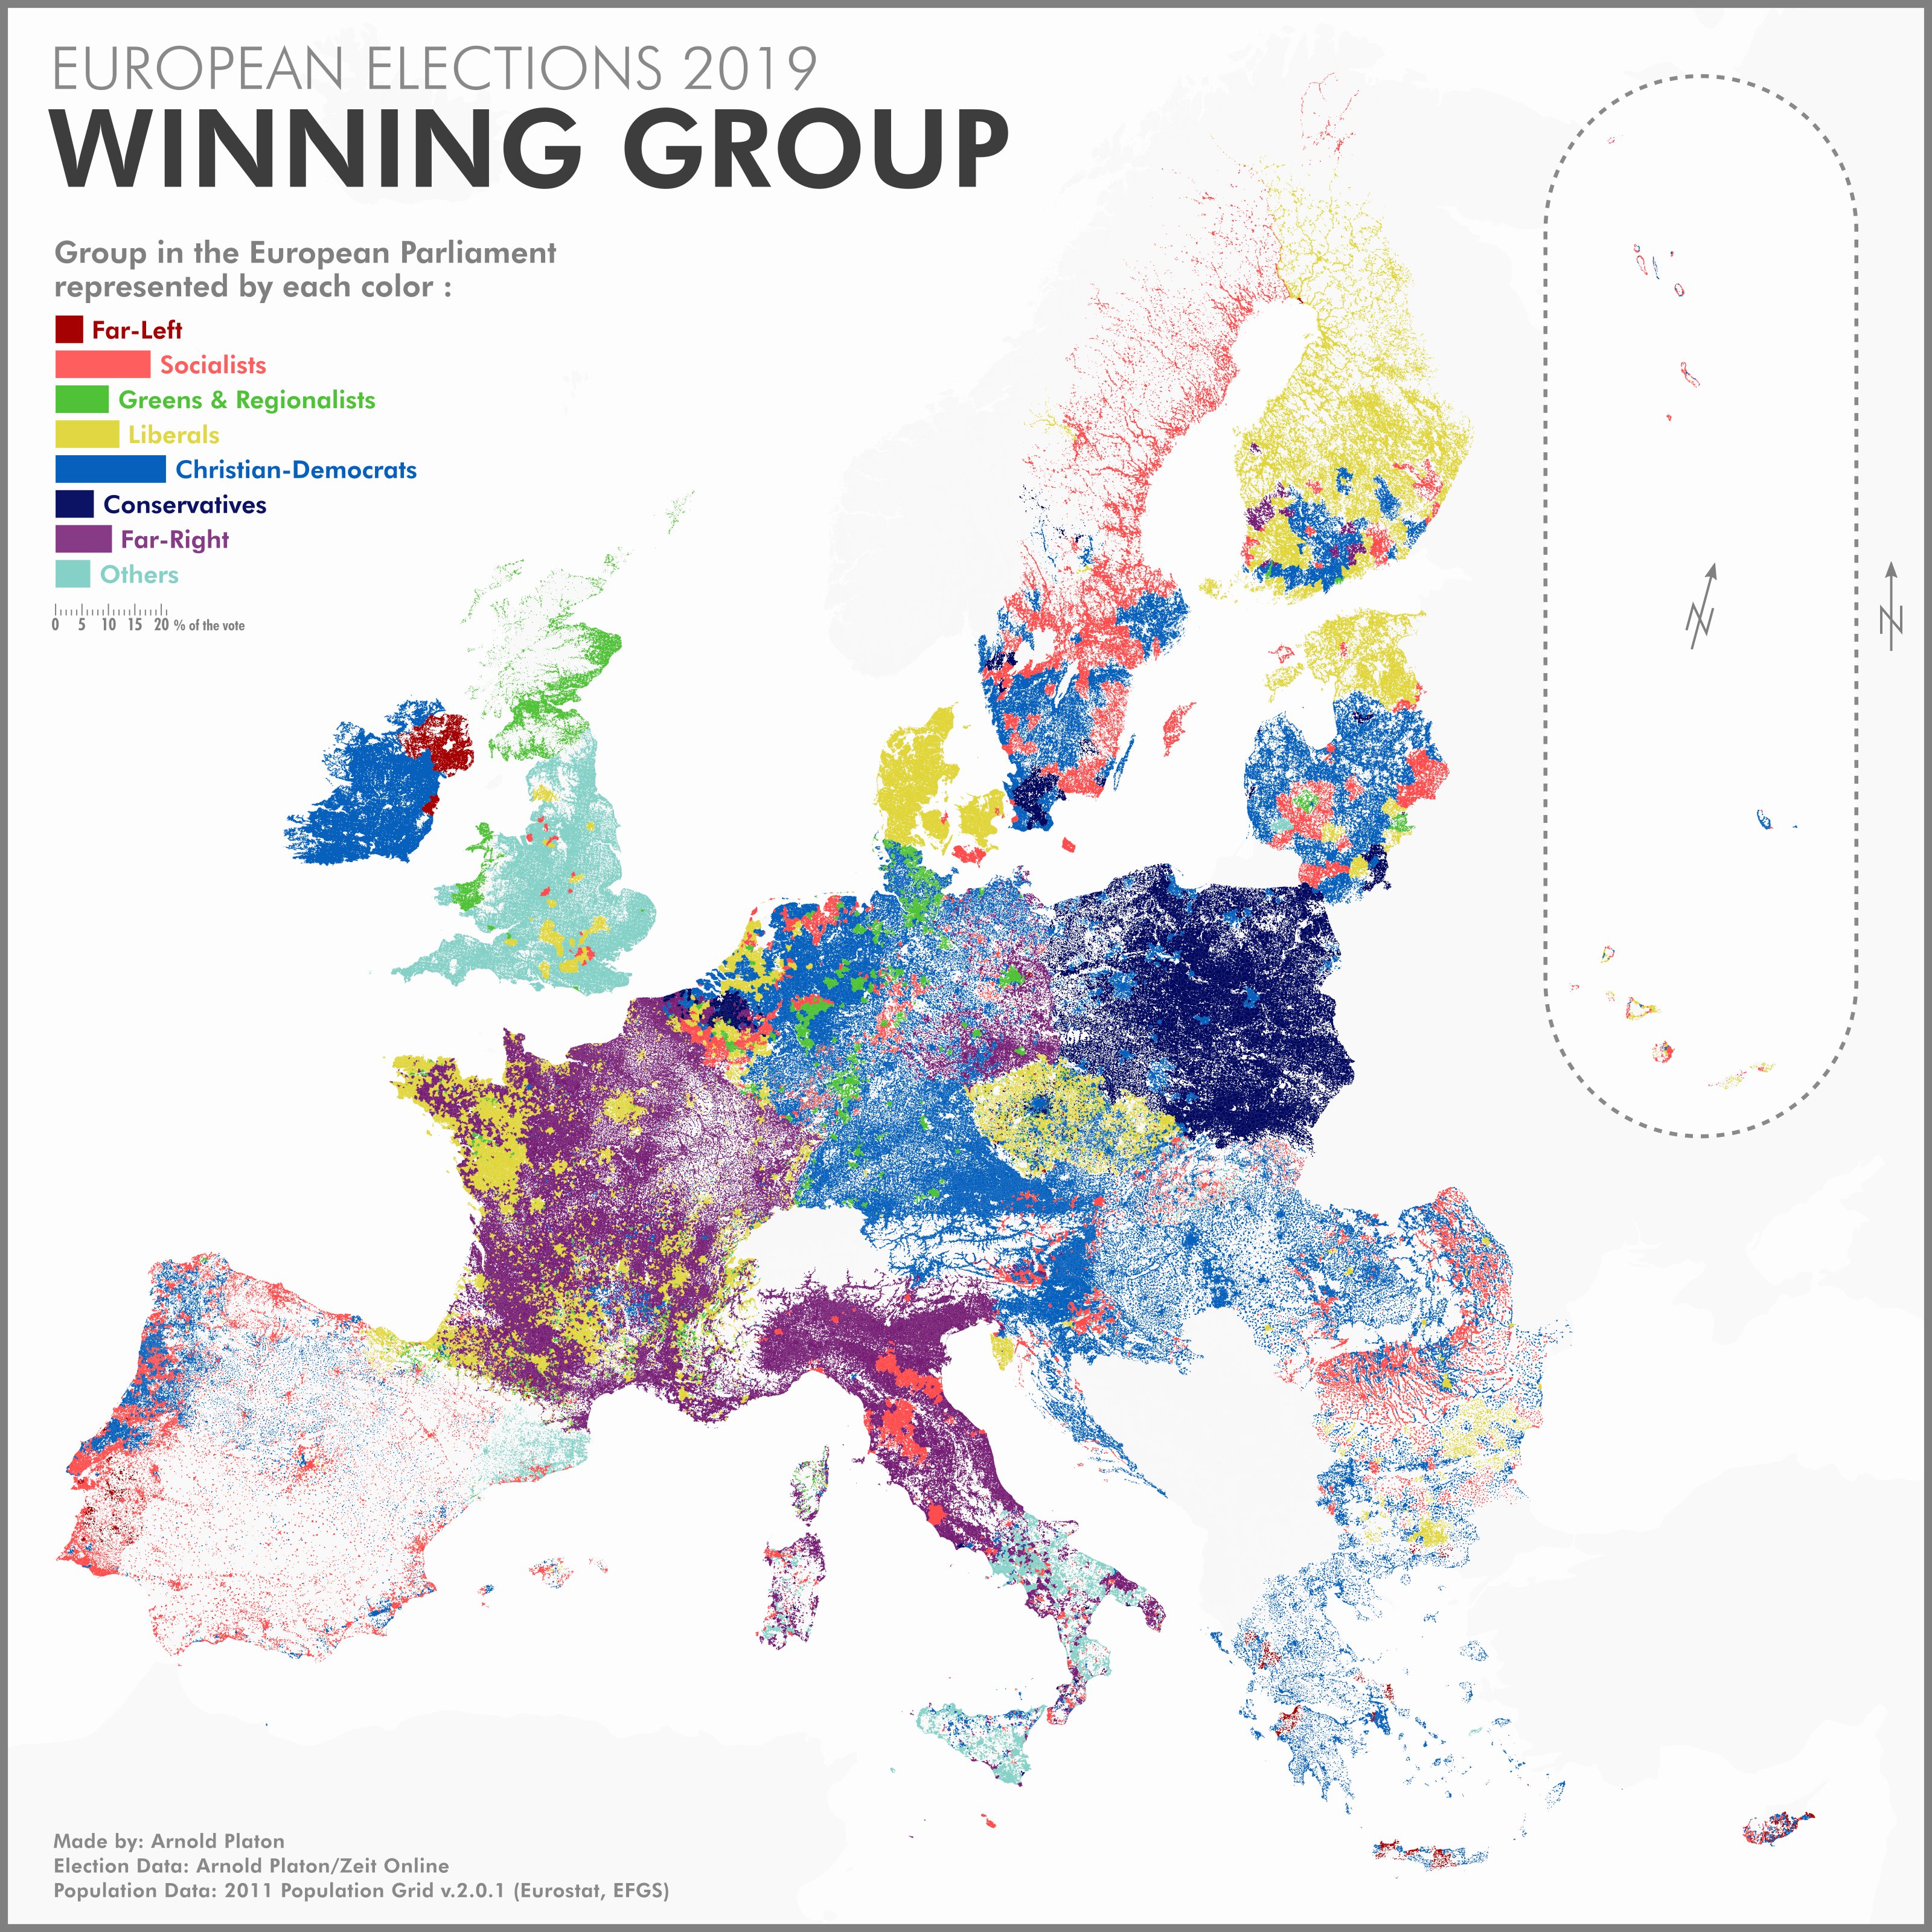 EUROPEAN ELECTIONS 2019
WINNING GROUP
Group in the European Parliament
represented by each color :
Far-Left
Socialists
Greens & Regionalists
Liberals
Christian-Democrats
Conservatives
Far-Right
Others
0 5 10 15 20 % of the vote
N N
Made by: Arnold Platon
Election Data: Arnold Platon/Zeit Online
Population Data: 2011 Population Grid v.2.0.1 (Eurostat, EFGS)